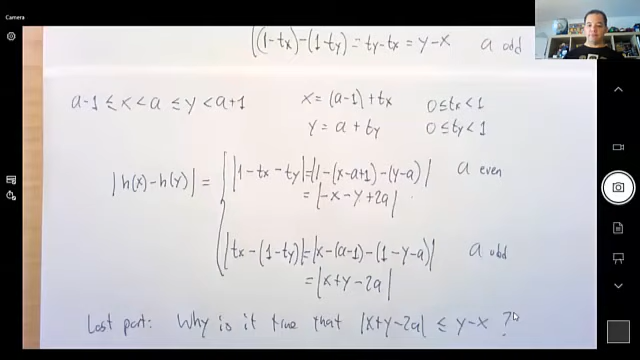 Camera
|(1-tx)-(1-ty)| = ty-tx = y-x   a odd
a-1 ≤ x < a ≤ y < a+1   x = (a-1) + tx   0 ≤ tx < 1
y = a + ty   0 ≤ ty < 1
|h(x)-h(y)| = { |1-tx-ty| = |1-(x-a+1)-(y-a)|   a even
= |-x-y+2a|
|tx-(1-ty)| = |x-(a-1)-(1-y-a)|   a odd
= |x+y-2a|
Last part: Why is it true that |x+y-2a| ≤ y-x ?